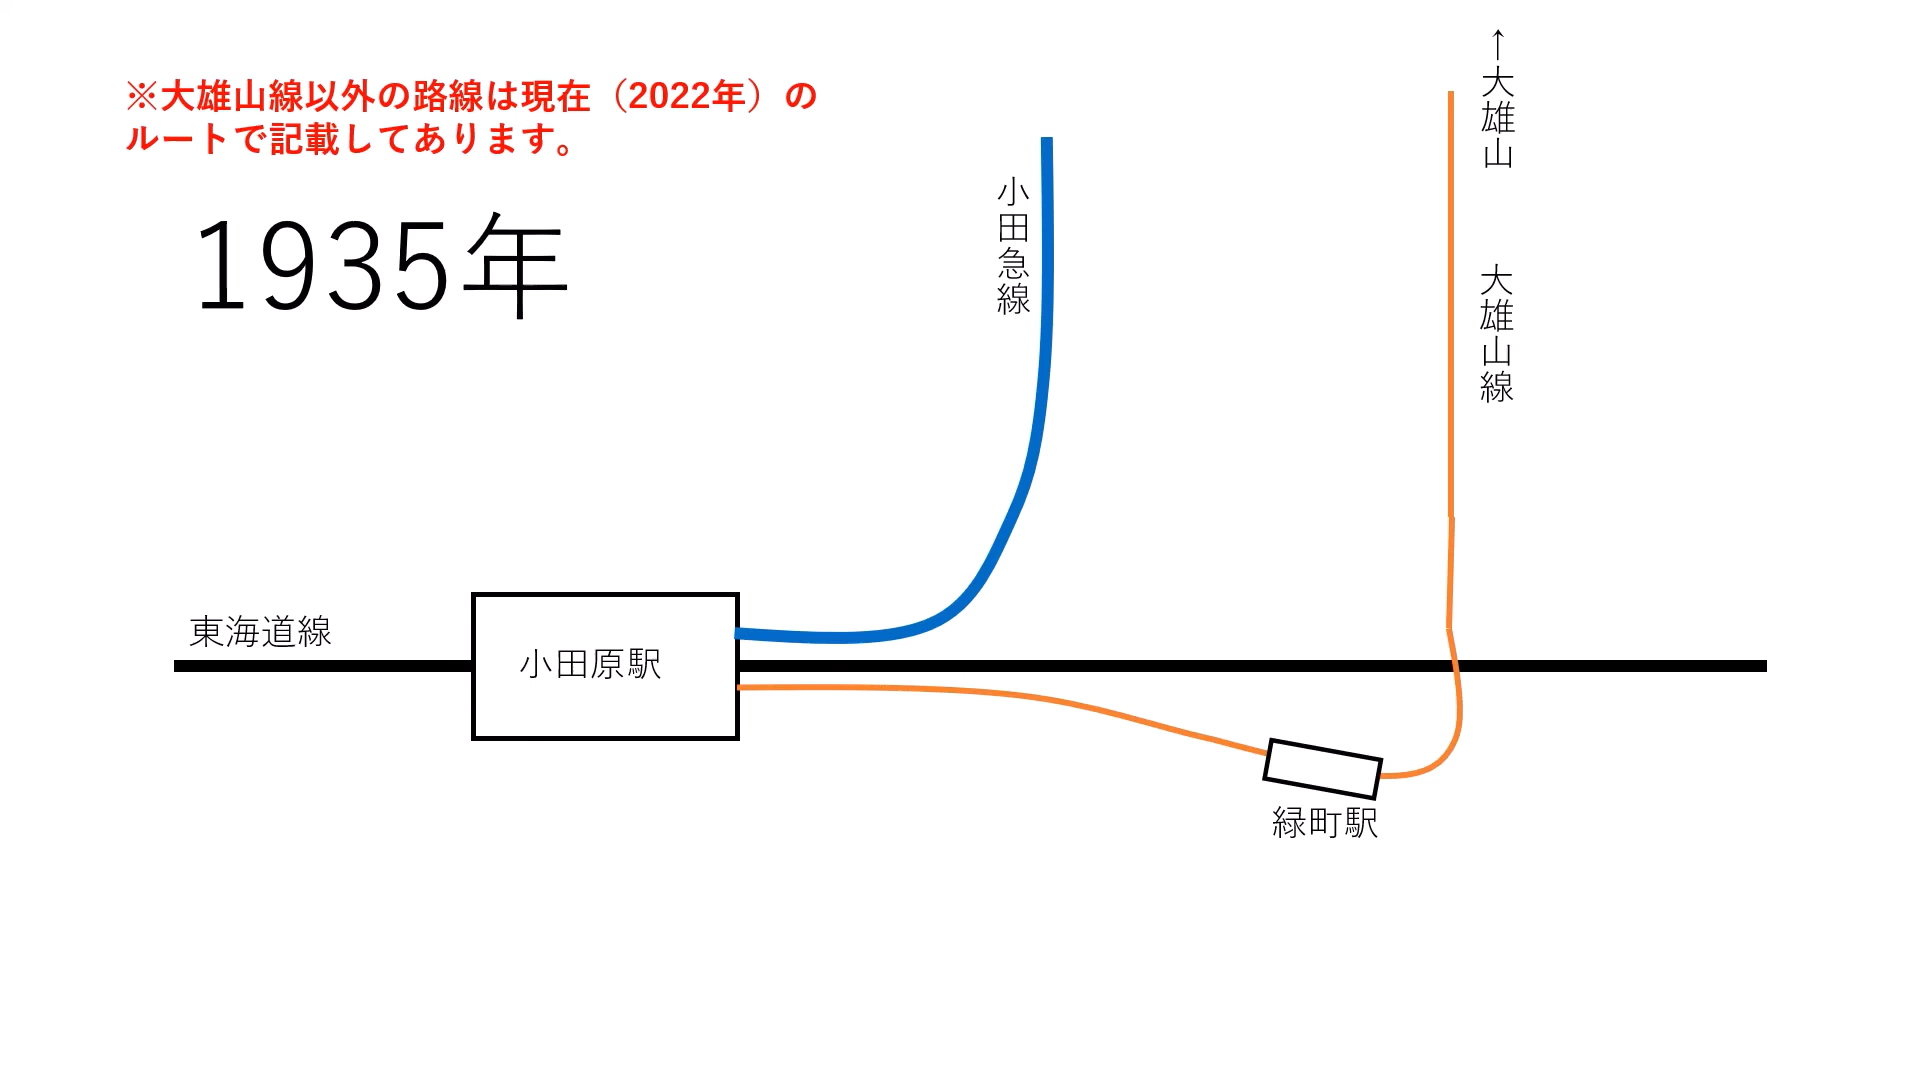 ※大雄山線以外の路線は現在（2022年）の
ルートで記載してあります。
1935年
小田急線
↑大雄山
大雄山線
東海道線
小田原駅
緑町駅